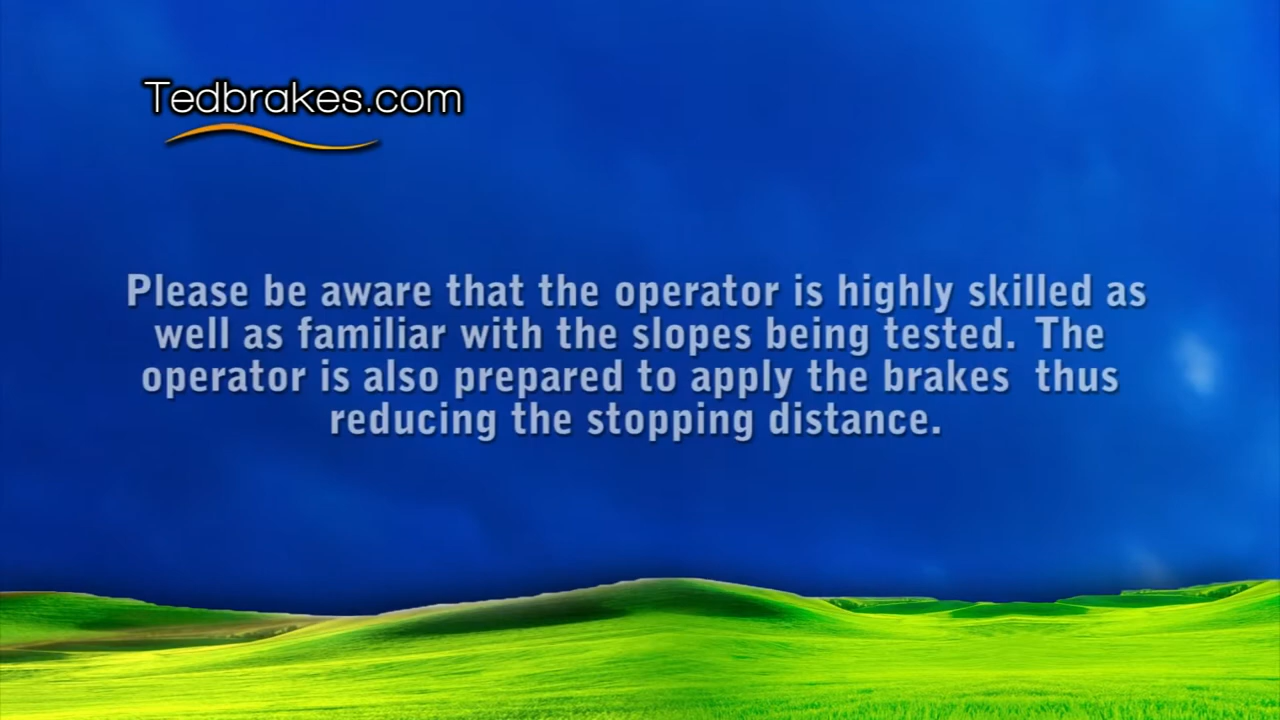 Tedbrakes.com
Please be aware that the operator is highly skilled as
well as familiar with the slopes being tested.  The
operator is also prepared to apply the brakes  thus
reducing the stopping distance.